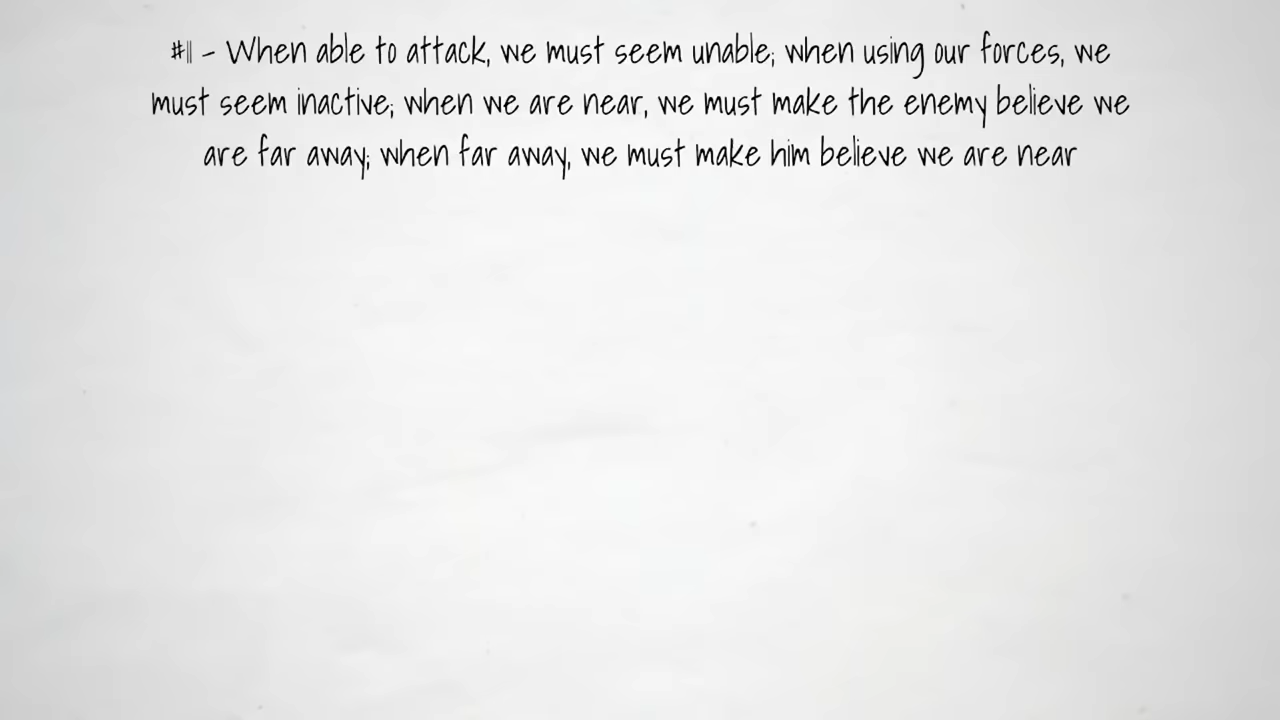 #11 - When able to attack, we must seem unable; when using our forces, we
must seem inactive; when we are near, we must make the enemy believe we
are far away; when far away, we must make him believe we are near